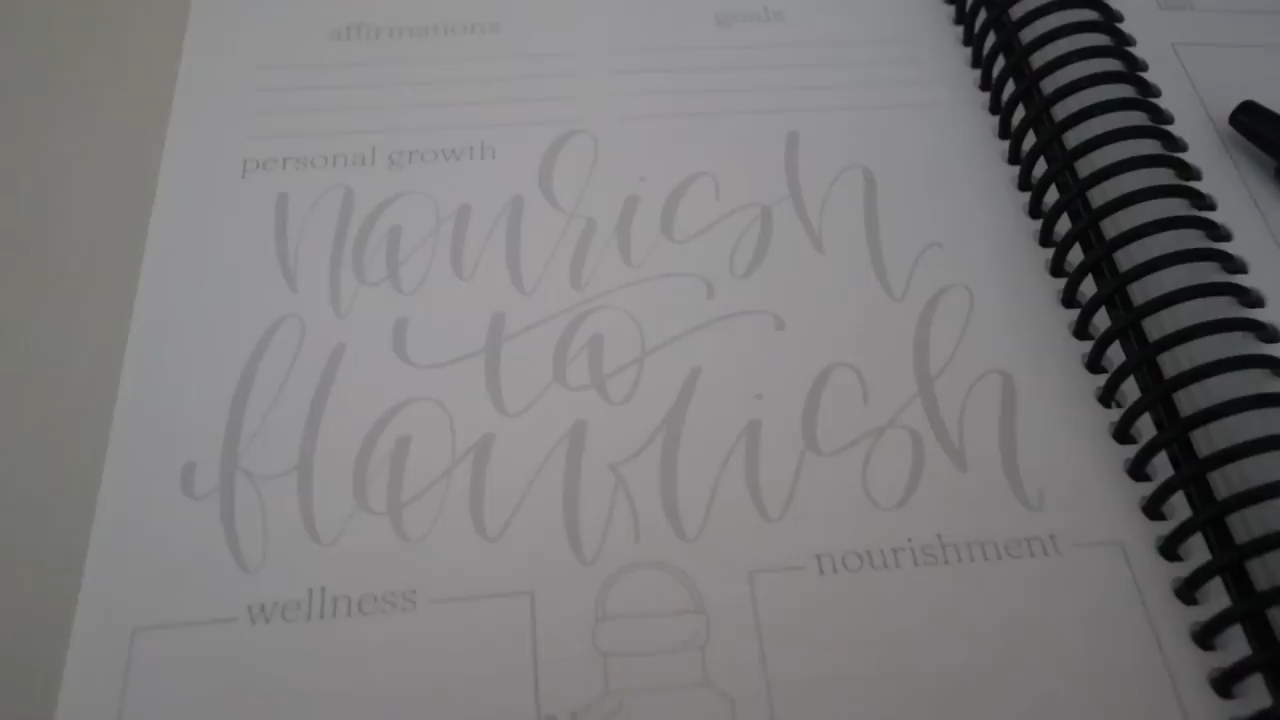 affirmations
goals
personal growth
nourish
to
flourish
wellness
nourishment